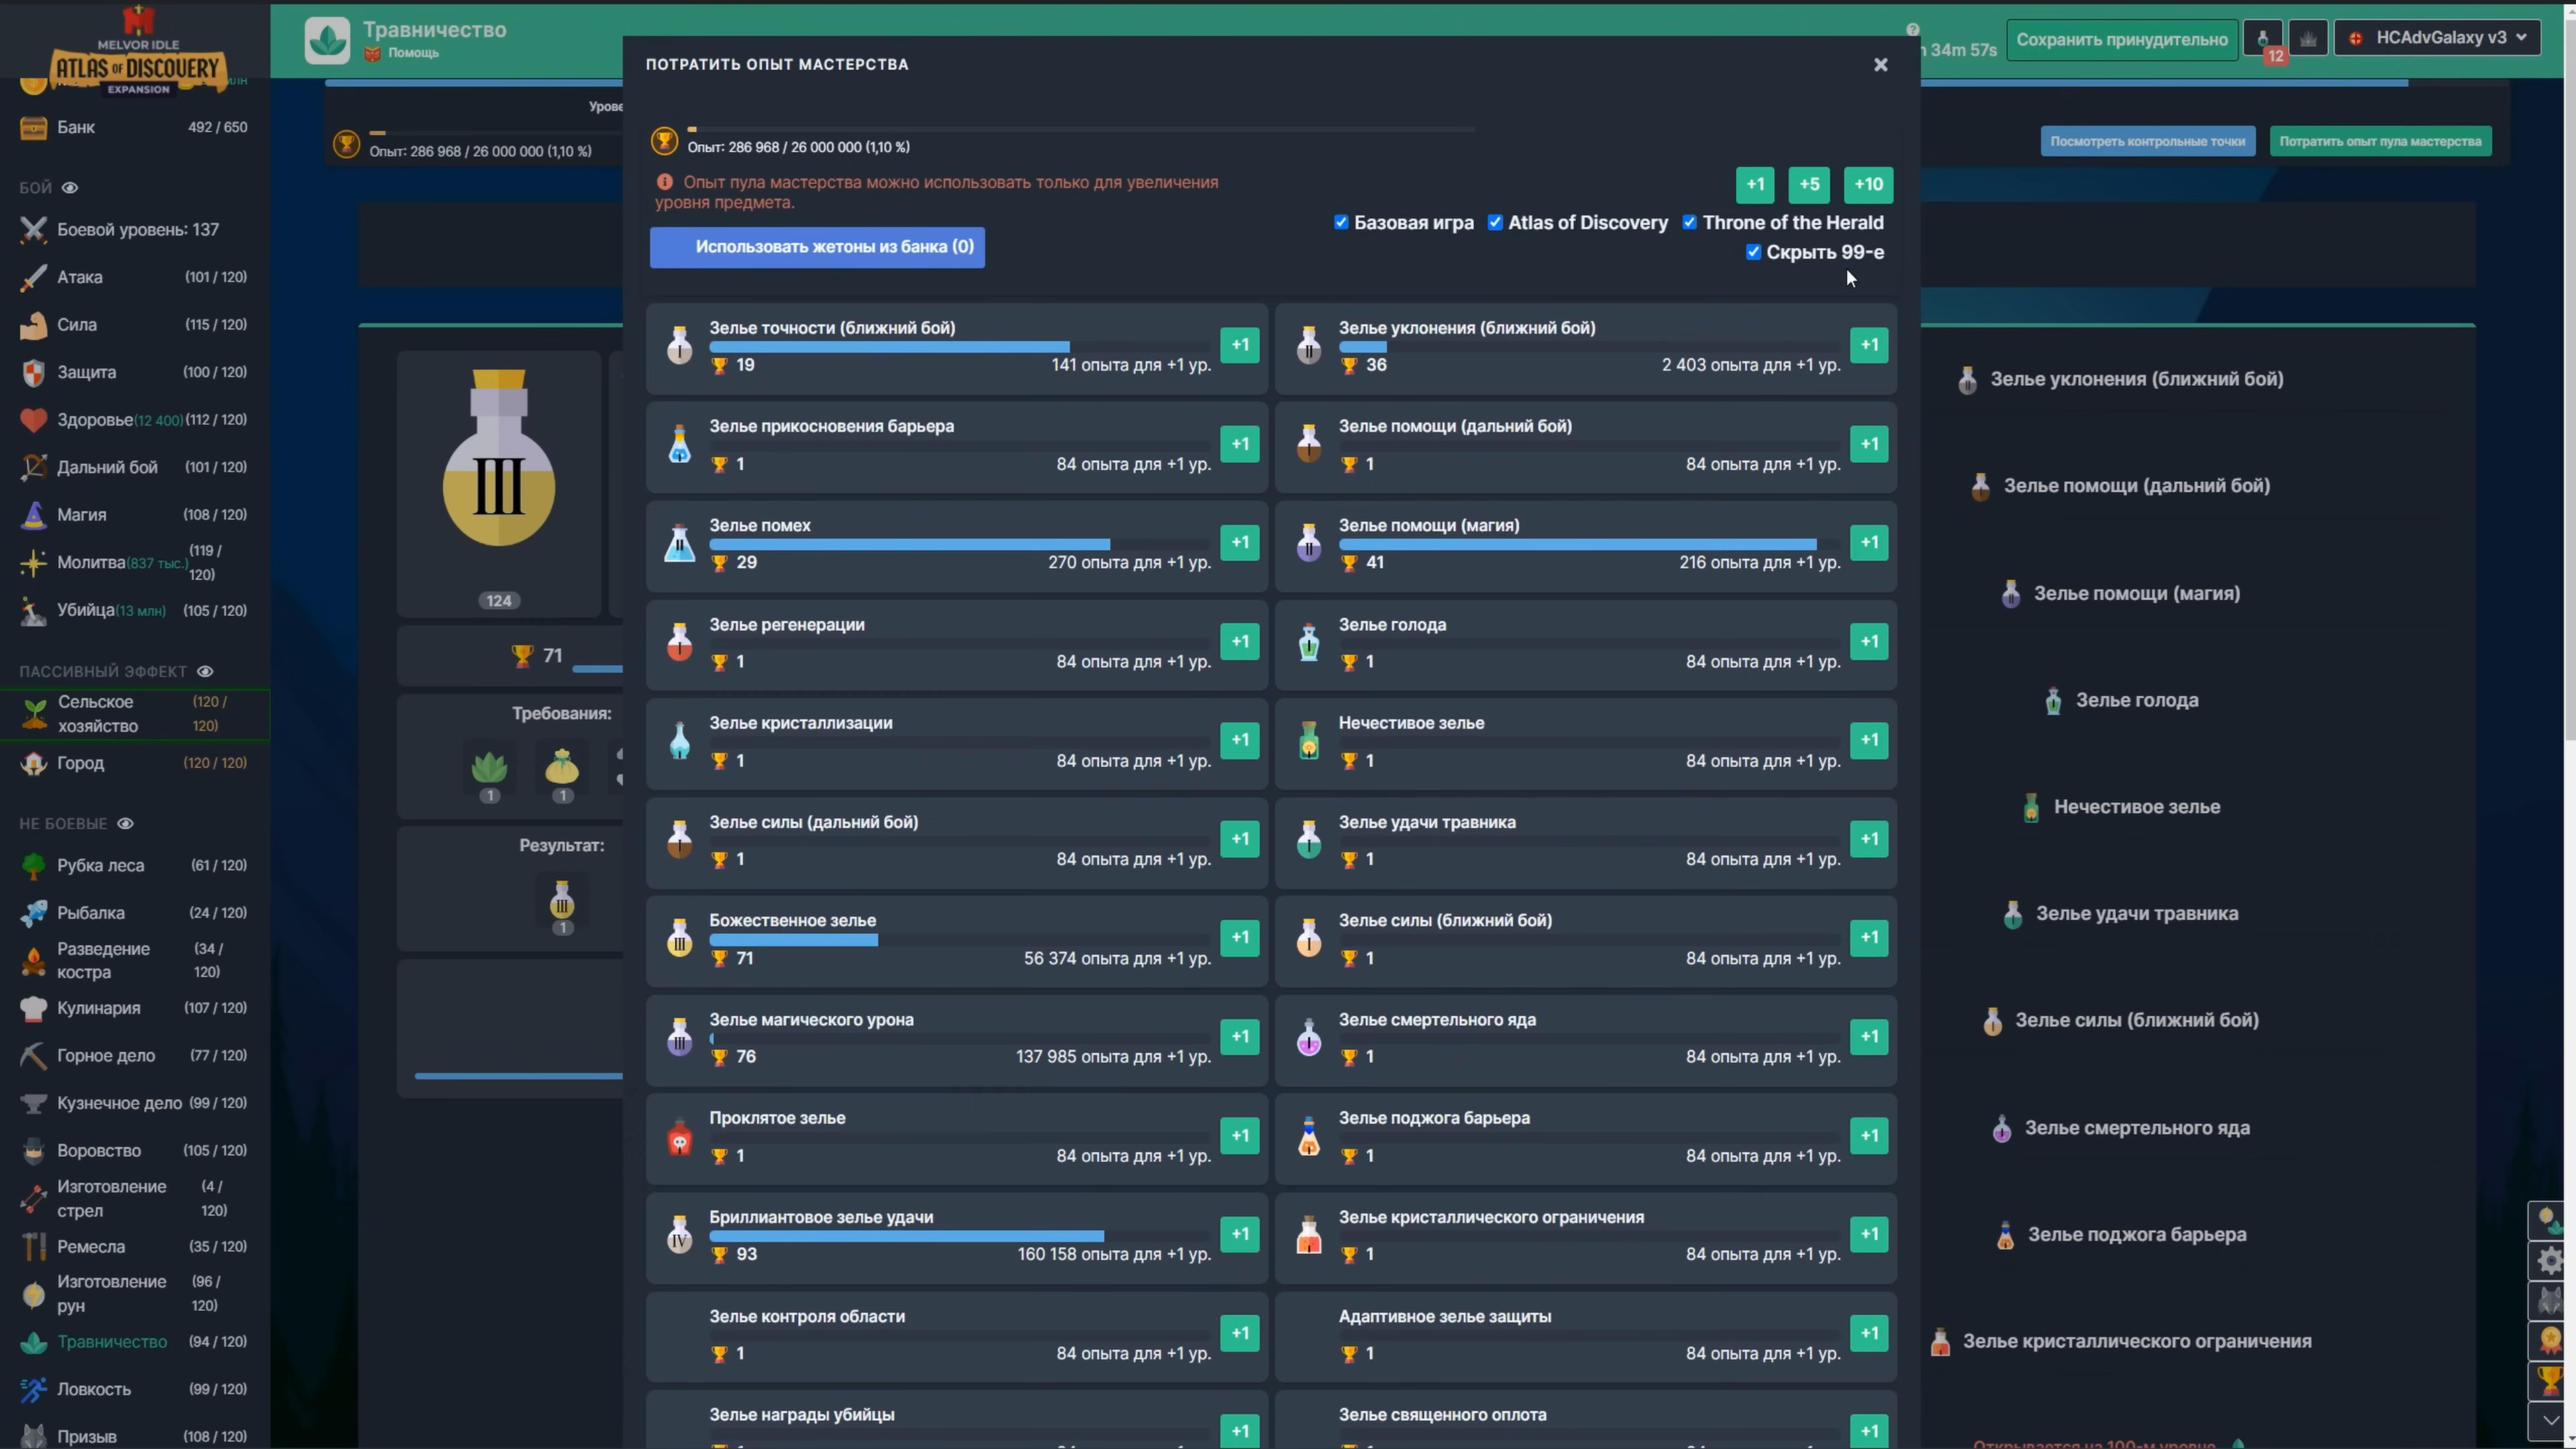 MELVOR IDLE
ATLAS OF DISCOVERY
EXPANSION
Банк 492 / 650
БОЙ
Боевой уровень: 137
Атака (101 / 120)
Сила (115 / 120)
Защита (100 / 120)
Здоровье(12 400) (112 / 120)
Дальний бой (101 / 120)
Магия (108 / 120)
Молитва(837 тыс.) (119 /
120)
Убийца(13 млн) (105 / 120)
ПАССИВНЫЙ ЭФФЕКТ
Сельское (120 /
хозяйство 120)
Город (120 / 120)
НЕ БОЕВЫЕ
Рубка леса (61 / 120)
Рыбалка (24 / 120)
Разведение (34 /
костра 120)
Кулинария (107 / 120)
Горное дело (77 / 120)
Кузнечное дело (99 / 120)
Воровство (105 / 120)
Изготовление (4 /
стрел 120)
Ремесла (35 / 120)
Изготовление (96 /
рун 120)
Травничество (94 / 120)
Ловкость (99 / 120)
Призыв (108 / 120)
Травничество
Помощь
34m 57s
Сохранить принудительно
12
HCAdvGalaxy v3
Опыт: 286 968 / 26 000 000 (1,10 %)
Посмотреть контрольные точки
Потратить опыт пула мастерства
III
124
71
Требования:
1 1
Результат:
III
1
ПОТРАТИТЬ ОПЫТ МАСТЕРСТВА
Опыт: 286 968 / 26 000 000 (1,10 %)
Опыт пула мастерства можно использовать только для увеличения
уровня предмета.
Использовать жетоны из банка (0)
+1 +5 +10
Базовая игра Atlas of Discovery Throne of the Herald
Скрыть 99-е
Зелье точности (ближний бой)
19 141 опыта для +1 ур. +1
Зелье уклонения (ближний бой)
36 2 403 опыта для +1 ур. +1
Зелье прикосновения барьера
1 84 опыта для +1 ур. +1
Зелье помощи (дальний бой)
1 84 опыта для +1 ур. +1
Зелье помех
29 270 опыта для +1 ур. +1
Зелье помощи (магия)
41 216 опыта для +1 ур. +1
Зелье регенерации
1 84 опыта для +1 ур. +1
Зелье голода
1 84 опыта для +1 ур. +1
Зелье кристаллизации
1 84 опыта для +1 ур. +1
Нечестивое зелье
1 84 опыта для +1 ур. +1
Зелье силы (дальний бой)
1 84 опыта для +1 ур. +1
Зелье удачи травника
1 84 опыта для +1 ур. +1
Божественное зелье
71 56 374 опыта для +1 ур. +1
Зелье силы (ближний бой)
1 84 опыта для +1 ур. +1
Зелье магического урона
76 137 985 опыта для +1 ур. +1
Зелье смертельного яда
1 84 опыта для +1 ур. +1
Проклятое зелье
1 84 опыта для +1 ур. +1
Зелье поджога барьера
1 84 опыта для +1 ур. +1
Бриллиантовое зелье удачи
93 160 158 опыта для +1 ур. +1
Зелье кристаллического ограничения
1 84 опыта для +1 ур. +1
Зелье контроля области
1 84 опыта для +1 ур. +1
Адаптивное зелье защиты
1 84 опыта для +1 ур. +1
Зелье награды убийцы
+1
Зелье священного оплота
+1
Зелье уклонения (ближний бой)
Зелье помощи (дальний бой)
Зелье помощи (магия)
Зелье голода
Нечестивое зелье
Зелье удачи травника
Зелье силы (ближний бой)
Зелье смертельного яда
Зелье поджога барьера
Зелье кристаллического ограничения